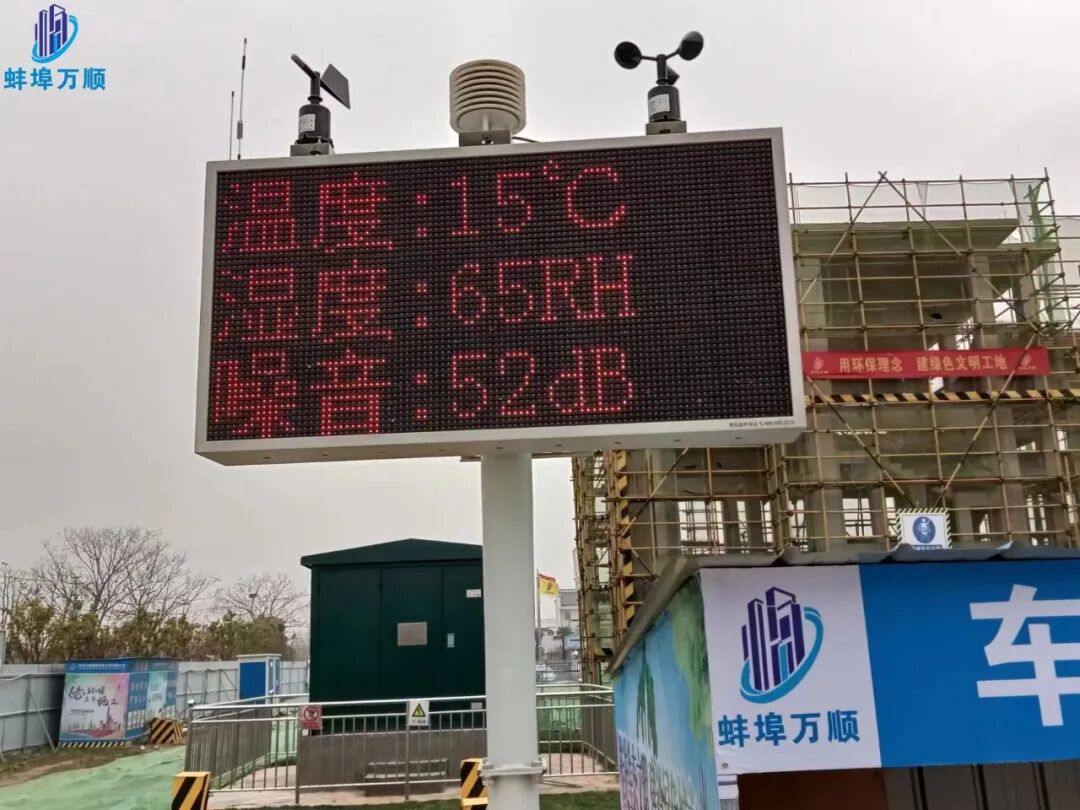 蚌埠万顺
温度:15℃
湿度:65RH
噪音:52dB
用环保理念 建绿色文明工地
蚌埠万顺
车